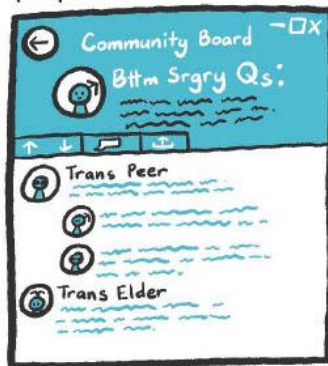 Community Board
Bttm Srgry Qs:
Trans Peer
Trans Elder